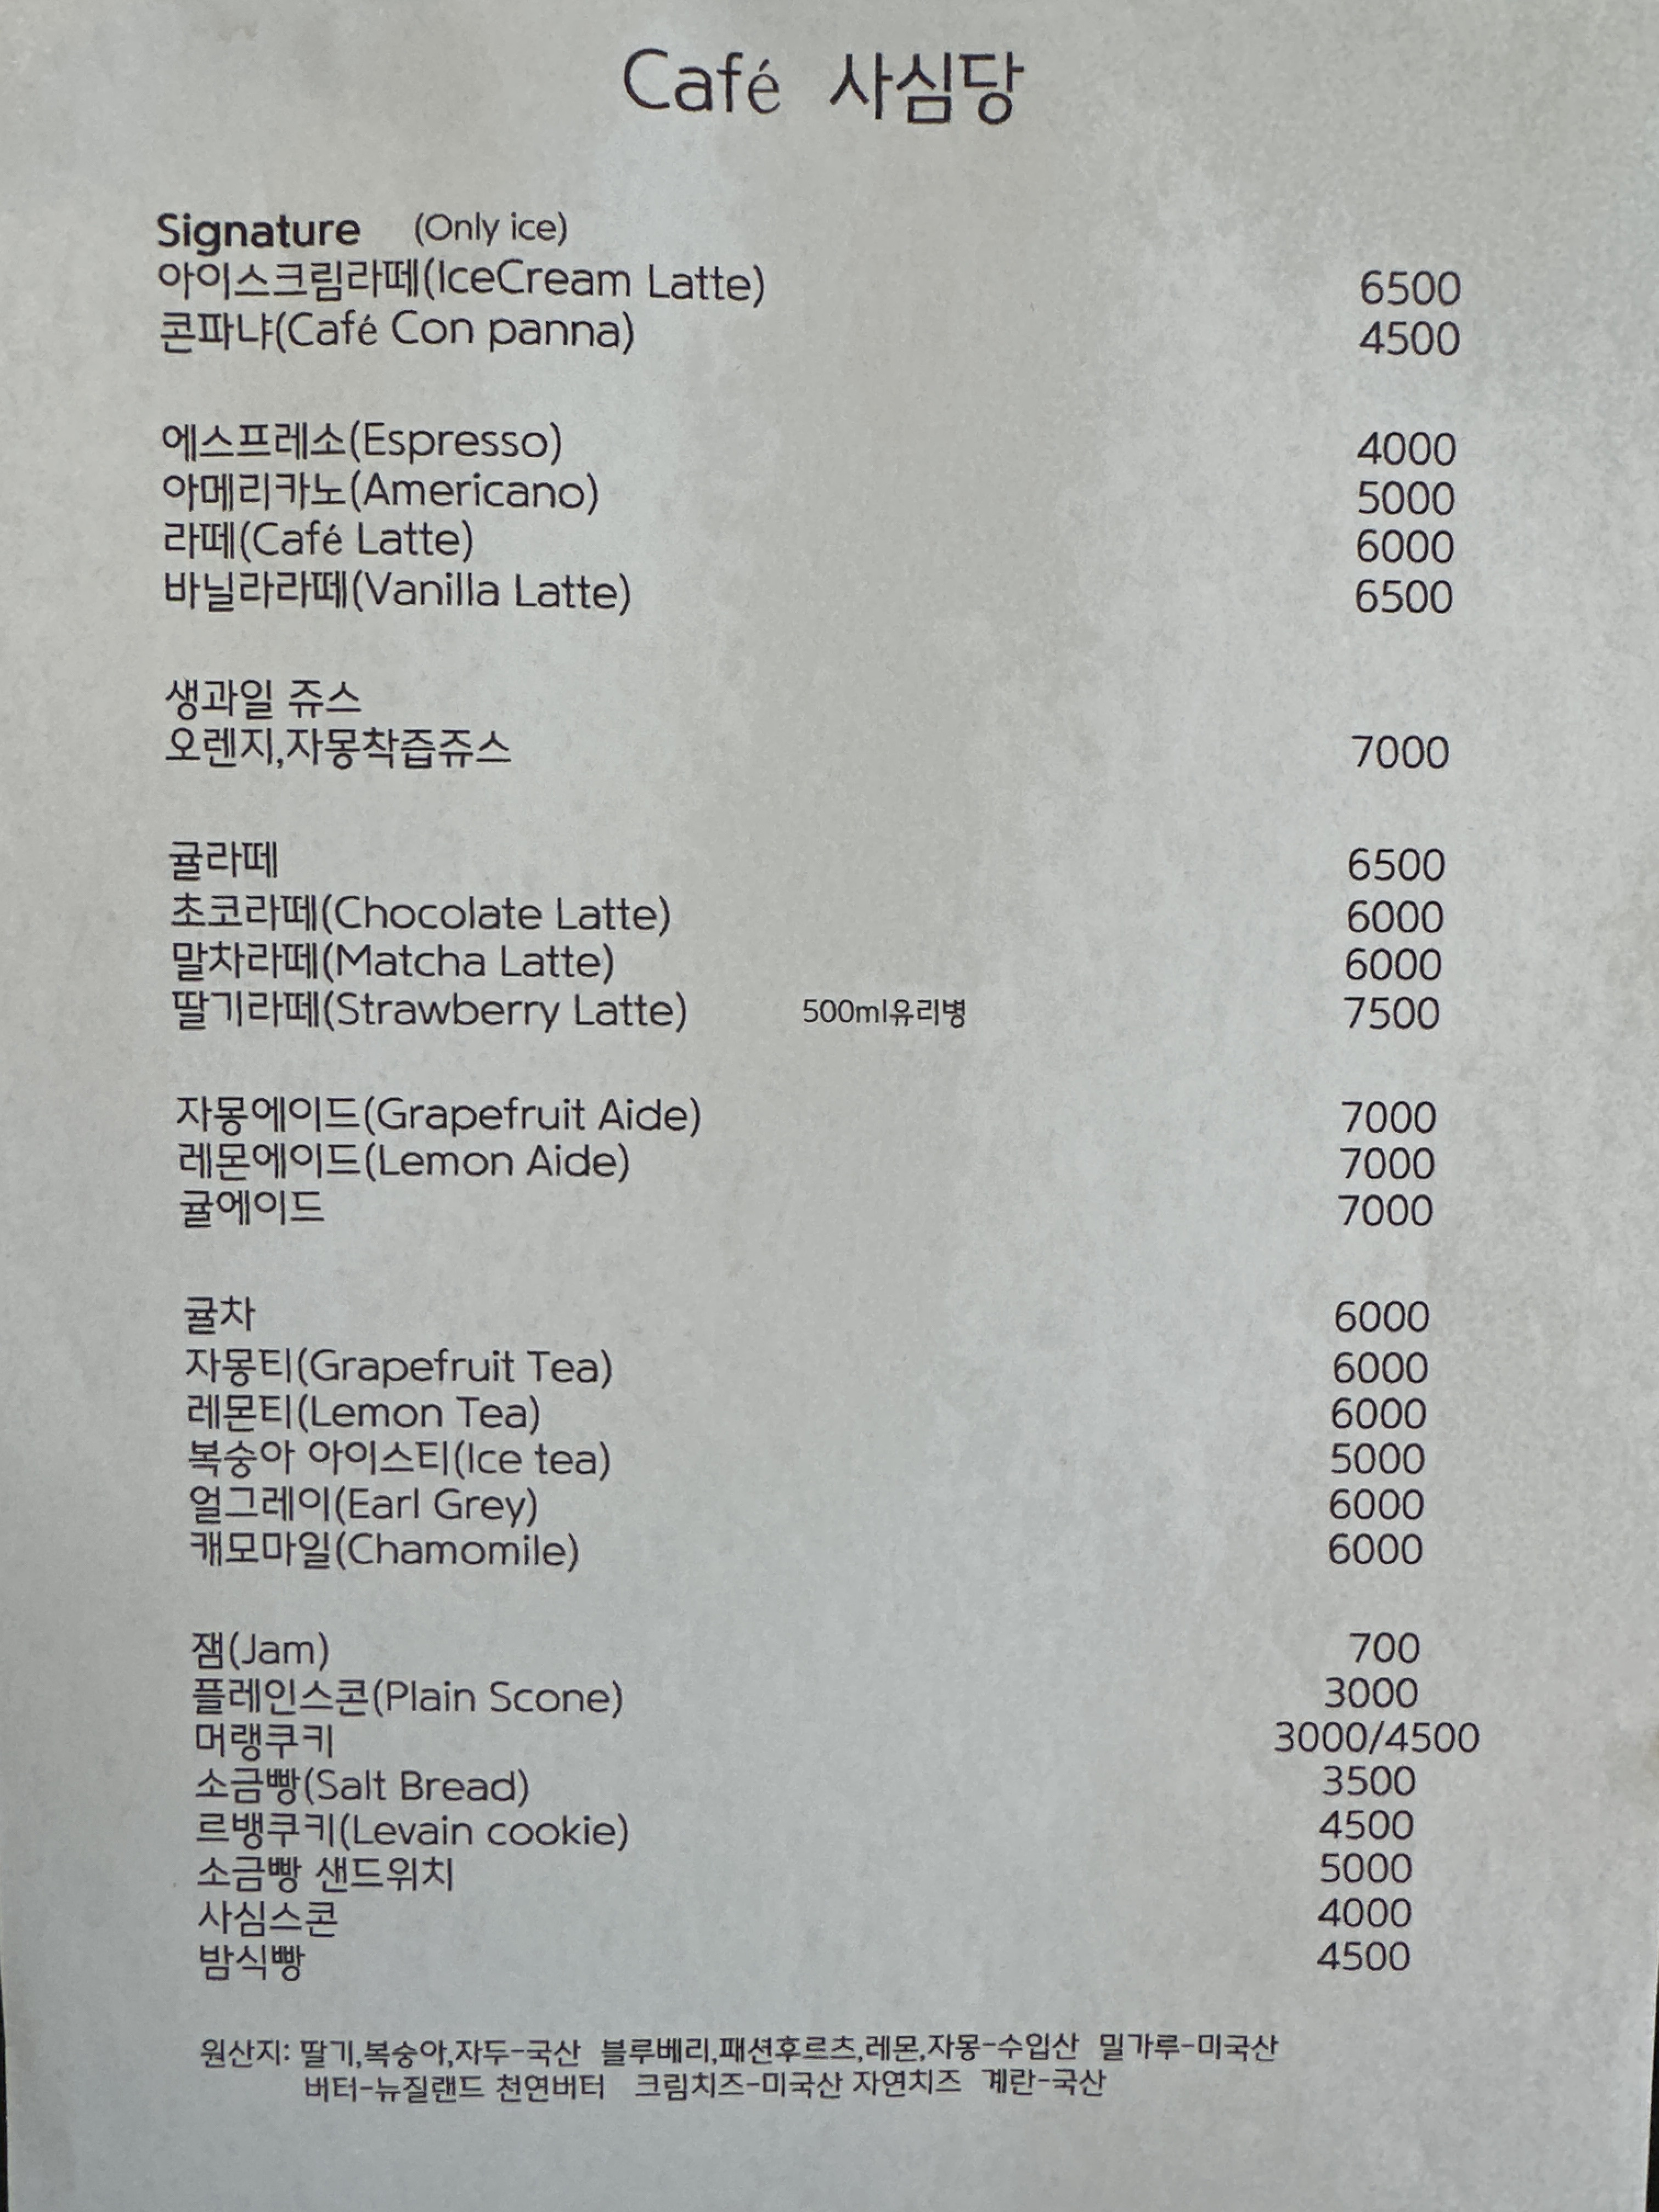 Café 사심당
Signature (Only ice)
아이스크림라떼(IceCream Latte) 6500
콘파냐(Café Con panna) 4500
에스프레소(Espresso) 4000
아메리카노(Americano) 5000
라떼(Café Latte) 6000
바닐라라떼(Vanilla Latte) 6500
생과일 쥬스
오렌지,자몽착즙쥬스 7000
귤라떼 6500
초코라떼(Chocolate Latte) 6000
말차라떼(Matcha Latte) 6000
딸기라떼(Strawberry Latte) 500ml유리병 7500
자몽에이드(Grapefruit Aide) 7000
레몬에이드(Lemon Aide) 7000
귤에이드 7000
귤차 6000
자몽티(Grapefruit Tea) 6000
레몬티(Lemon Tea) 6000
복숭아 아이스티(Ice tea) 5000
얼그레이(Earl Grey) 6000
캐모마일(Chamomile) 6000
잼(Jam) 700
플레인스콘(Plain Scone) 3000
머랭쿠키 3000/4500
소금빵(Salt Bread) 3500
르뱅쿠키(Levain cookie) 4500
소금빵 샌드위치 5000
사심스콘 4000
밤식빵 4500
원산지: 딸기,복숭아,자두-국산 블루베리,패션후르츠,레몬,자몽-수입산 밀가루-미국산
버터-뉴질랜드 천연버터 크림치즈-미국산 자연치즈 계란-국산